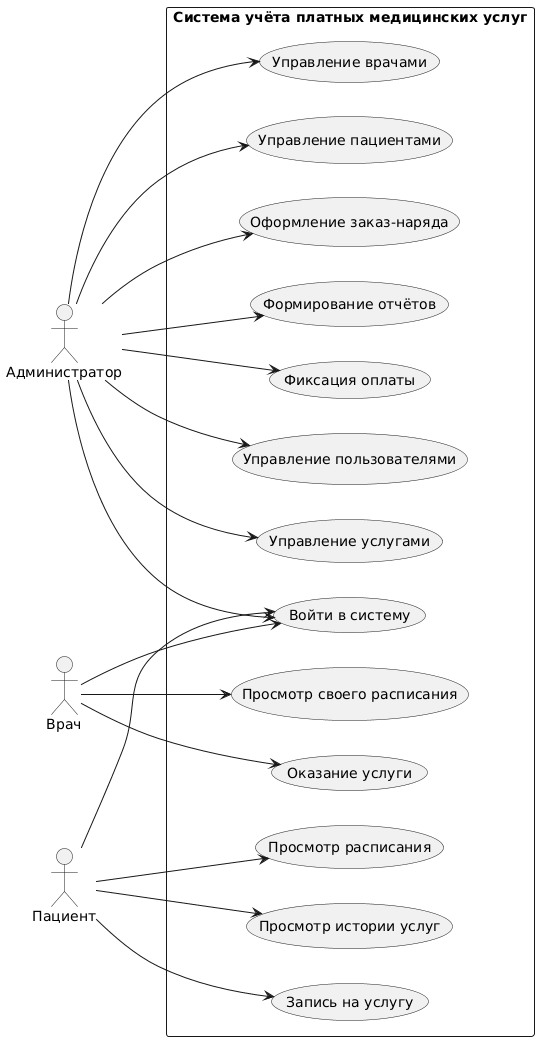 Система учёта платных медицинских услуг
Управление врачами
Управление пациентами
Оформление заказ-наряда
Формирование отчётов
Администратор
Фиксация оплаты
Управление пользователями
Управление услугами
Войти в систему
Просмотр своего расписания
Врач
Оказание услуги
Просмотр расписания
Пациент
Просмотр истории услуг
Запись на услугу